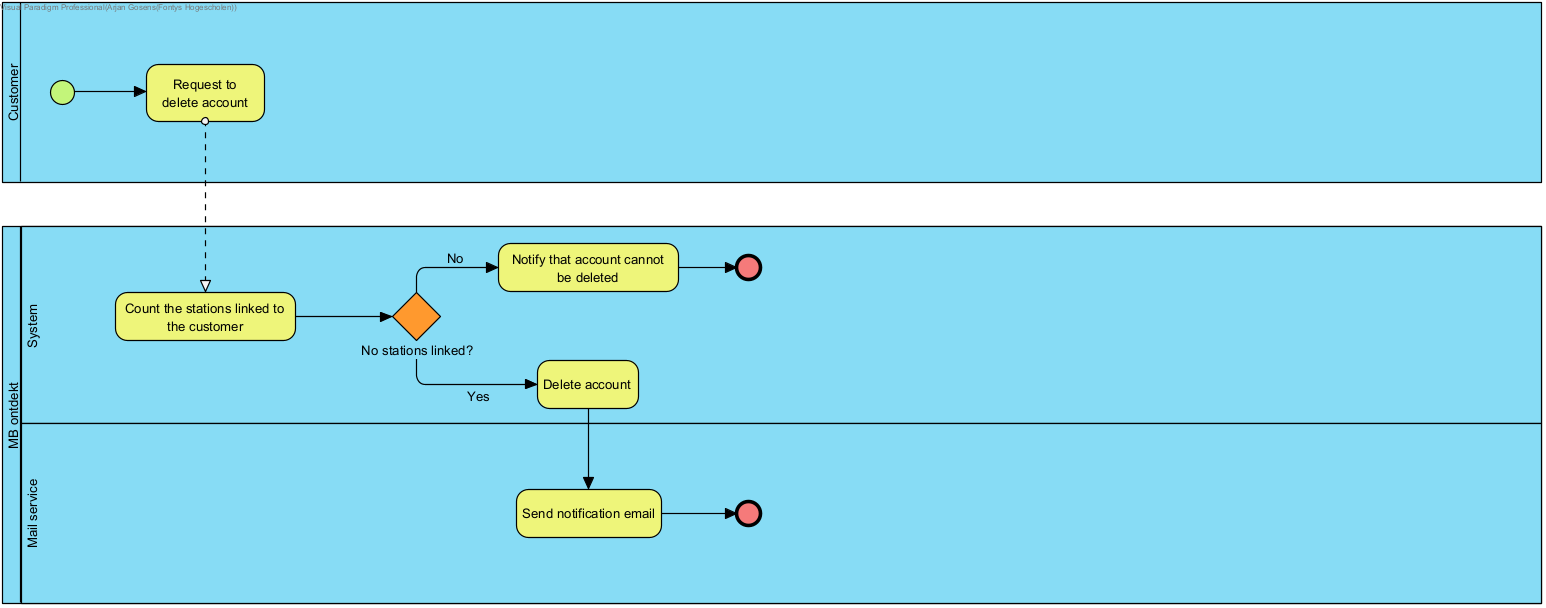 Visual Paradigm Professional(Arjan Gosens(Fontys Hogescholen))
Customer
Request to
delete account
MB ontdekt
System
No
Notify that account cannot
be deleted
Count the stations linked to
the customer
No stations linked?
Delete account
Yes
Mail service
Send notification email